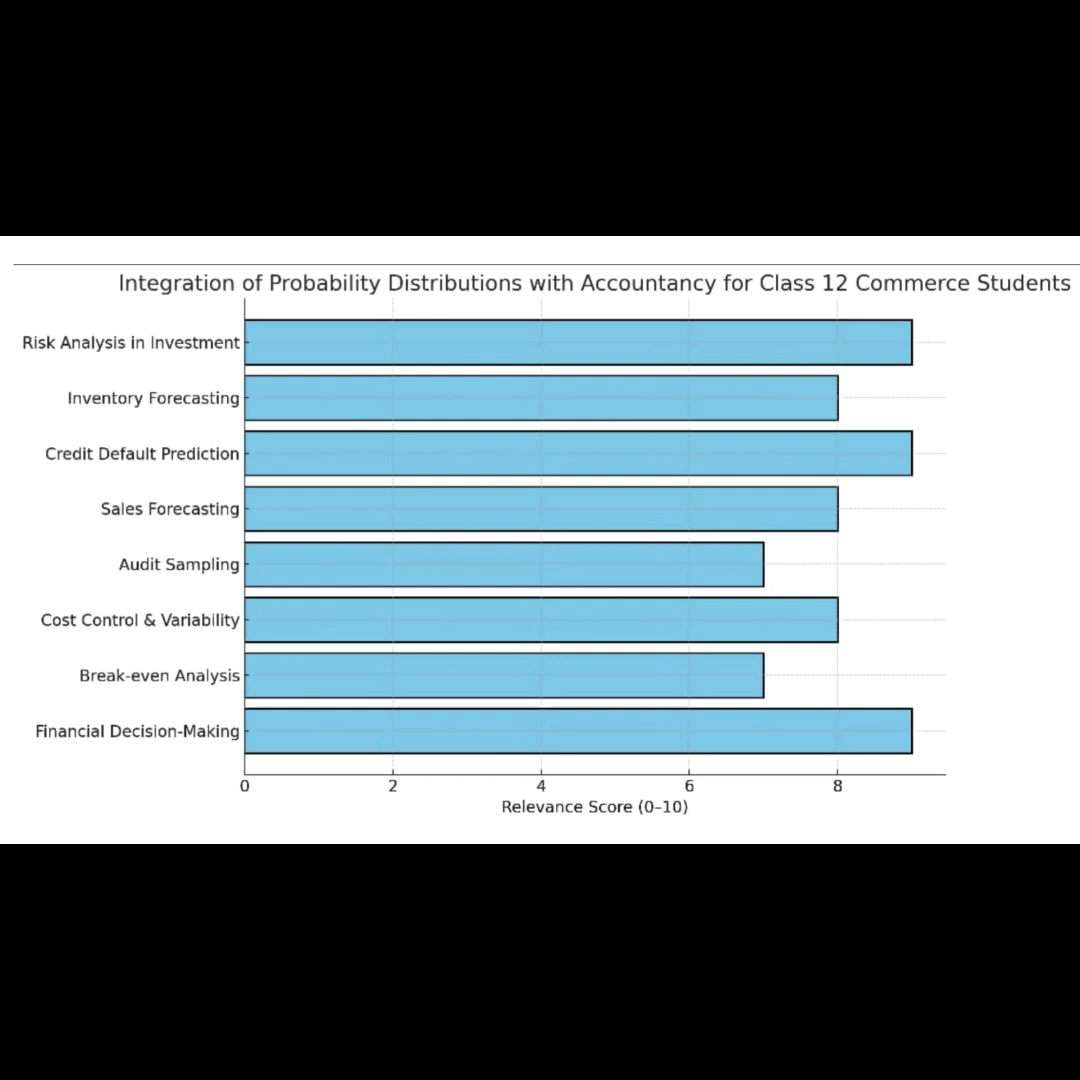 Integration of Probability Distributions with Accountancy for Class 12 Commerce Students
Risk Analysis in Investment
Inventory Forecasting
Credit Default Prediction
Sales Forecasting
Audit Sampling
Cost Control & Variability
Break-even Analysis
Financial Decision-Making
0 2 4 6 8
Relevance Score (0–10)